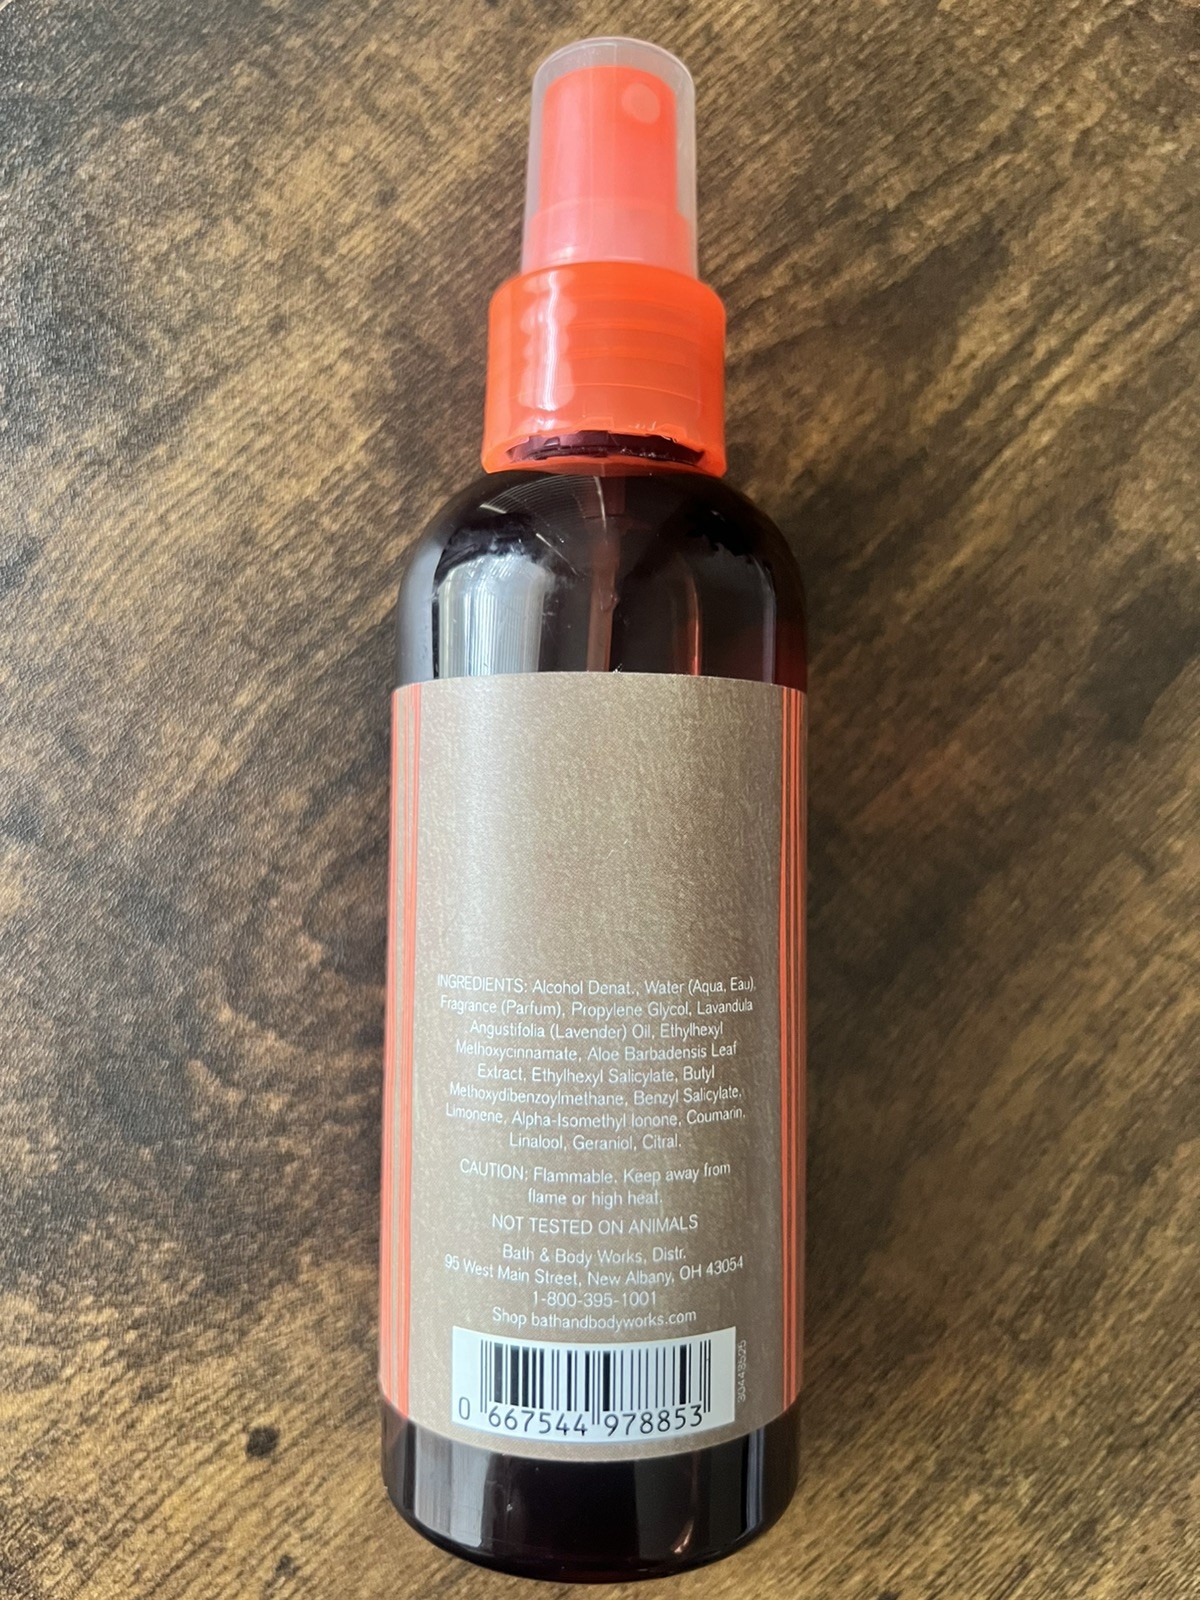 INGREDIENTS: Alcohol Denat., Water (Aqua, Eau),
Fragrance (Parfum), Propylene Glycol, Lavandula
Angustifolia (Lavender) Oil, Ethylhexyl
Methoxycinnamate, Aloe Barbadensis Leaf
Extract, Ethylhexyl Salicylate, Butyl
Methoxydibenzoylmethane, Benzyl Salicylate,
Limonene, Alpha-Isomethyl Ionone, Coumarin,
Linalool, Geraniol, Citral.
CAUTION: Flammable. Keep away from
flame or high heat.
NOT TESTED ON ANIMALS
Bath & Body Works, Distr.
95 West Main Street, New Albany, OH 43054
1-800-395-1001
Shop bathandbodyworks.com
0 667544 978853